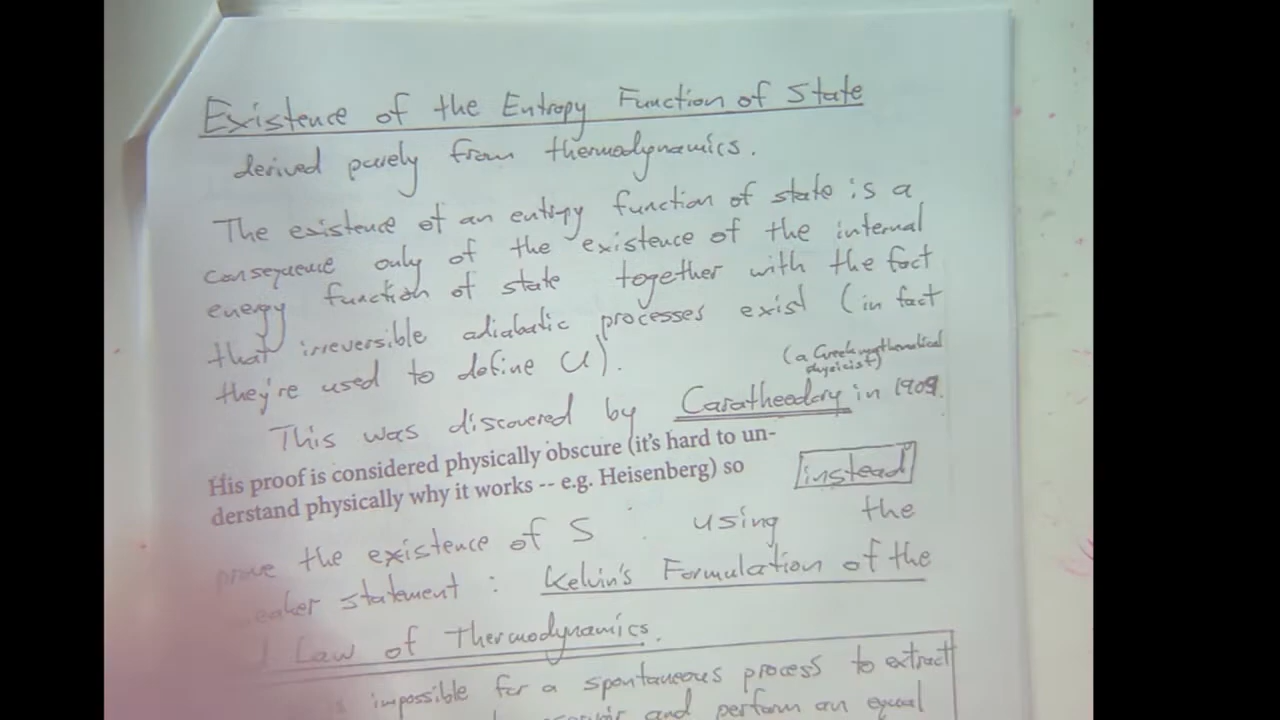 Existence of the Entropy Function of State
derived purely from thermodynamics.
The existence of an entropy function of state is a
consequence only of the existence of the internal
energy function of state together with the fact
that irreversible adiabatic processes exist (in fact
they're used to define U).
(a Greek mathematical
physicist)
This was discovered by Caratheedory in 1909.
His proof is considered physically obscure (it's hard to un-
derstand physically why it works -- e.g. Heisenberg) so
instead
prove the existence of S using the
statement : Kelvin's Formulation of the
Law of Thermodynamics.
impossible for a spontaneous process to extract
and perform an equal